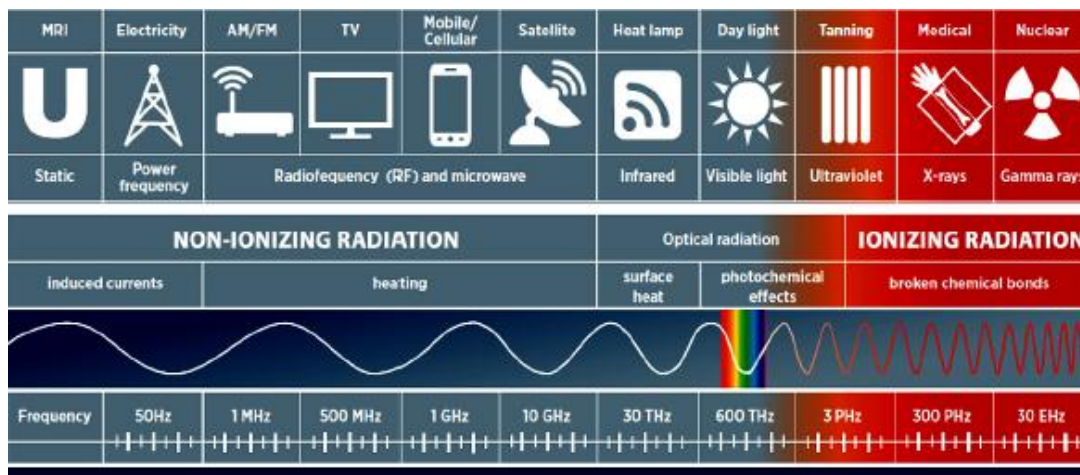 MRI
Electricity
AM/FM
TV
Mobile/
Cellular
Satellite
Heat lamp
Day light
Tanning
Medical
Nuclear
Static
Power
frequency
Radiofequency (RF) and microwave
Infrared
Visible light
Ultraviolet
X-rays
Gamma rays
NON-IONIZING RADIATION
Optical radiation
IONIZING RADIATION
induced currents
heating
surface
heat
photochemical
effects
broken chemical bonds
Frequency
50Hz
1 MHz
500 MHz
1 GHz
10 GHz
30 THz
600 THz
3 PHz
300 PHz
30 EHz